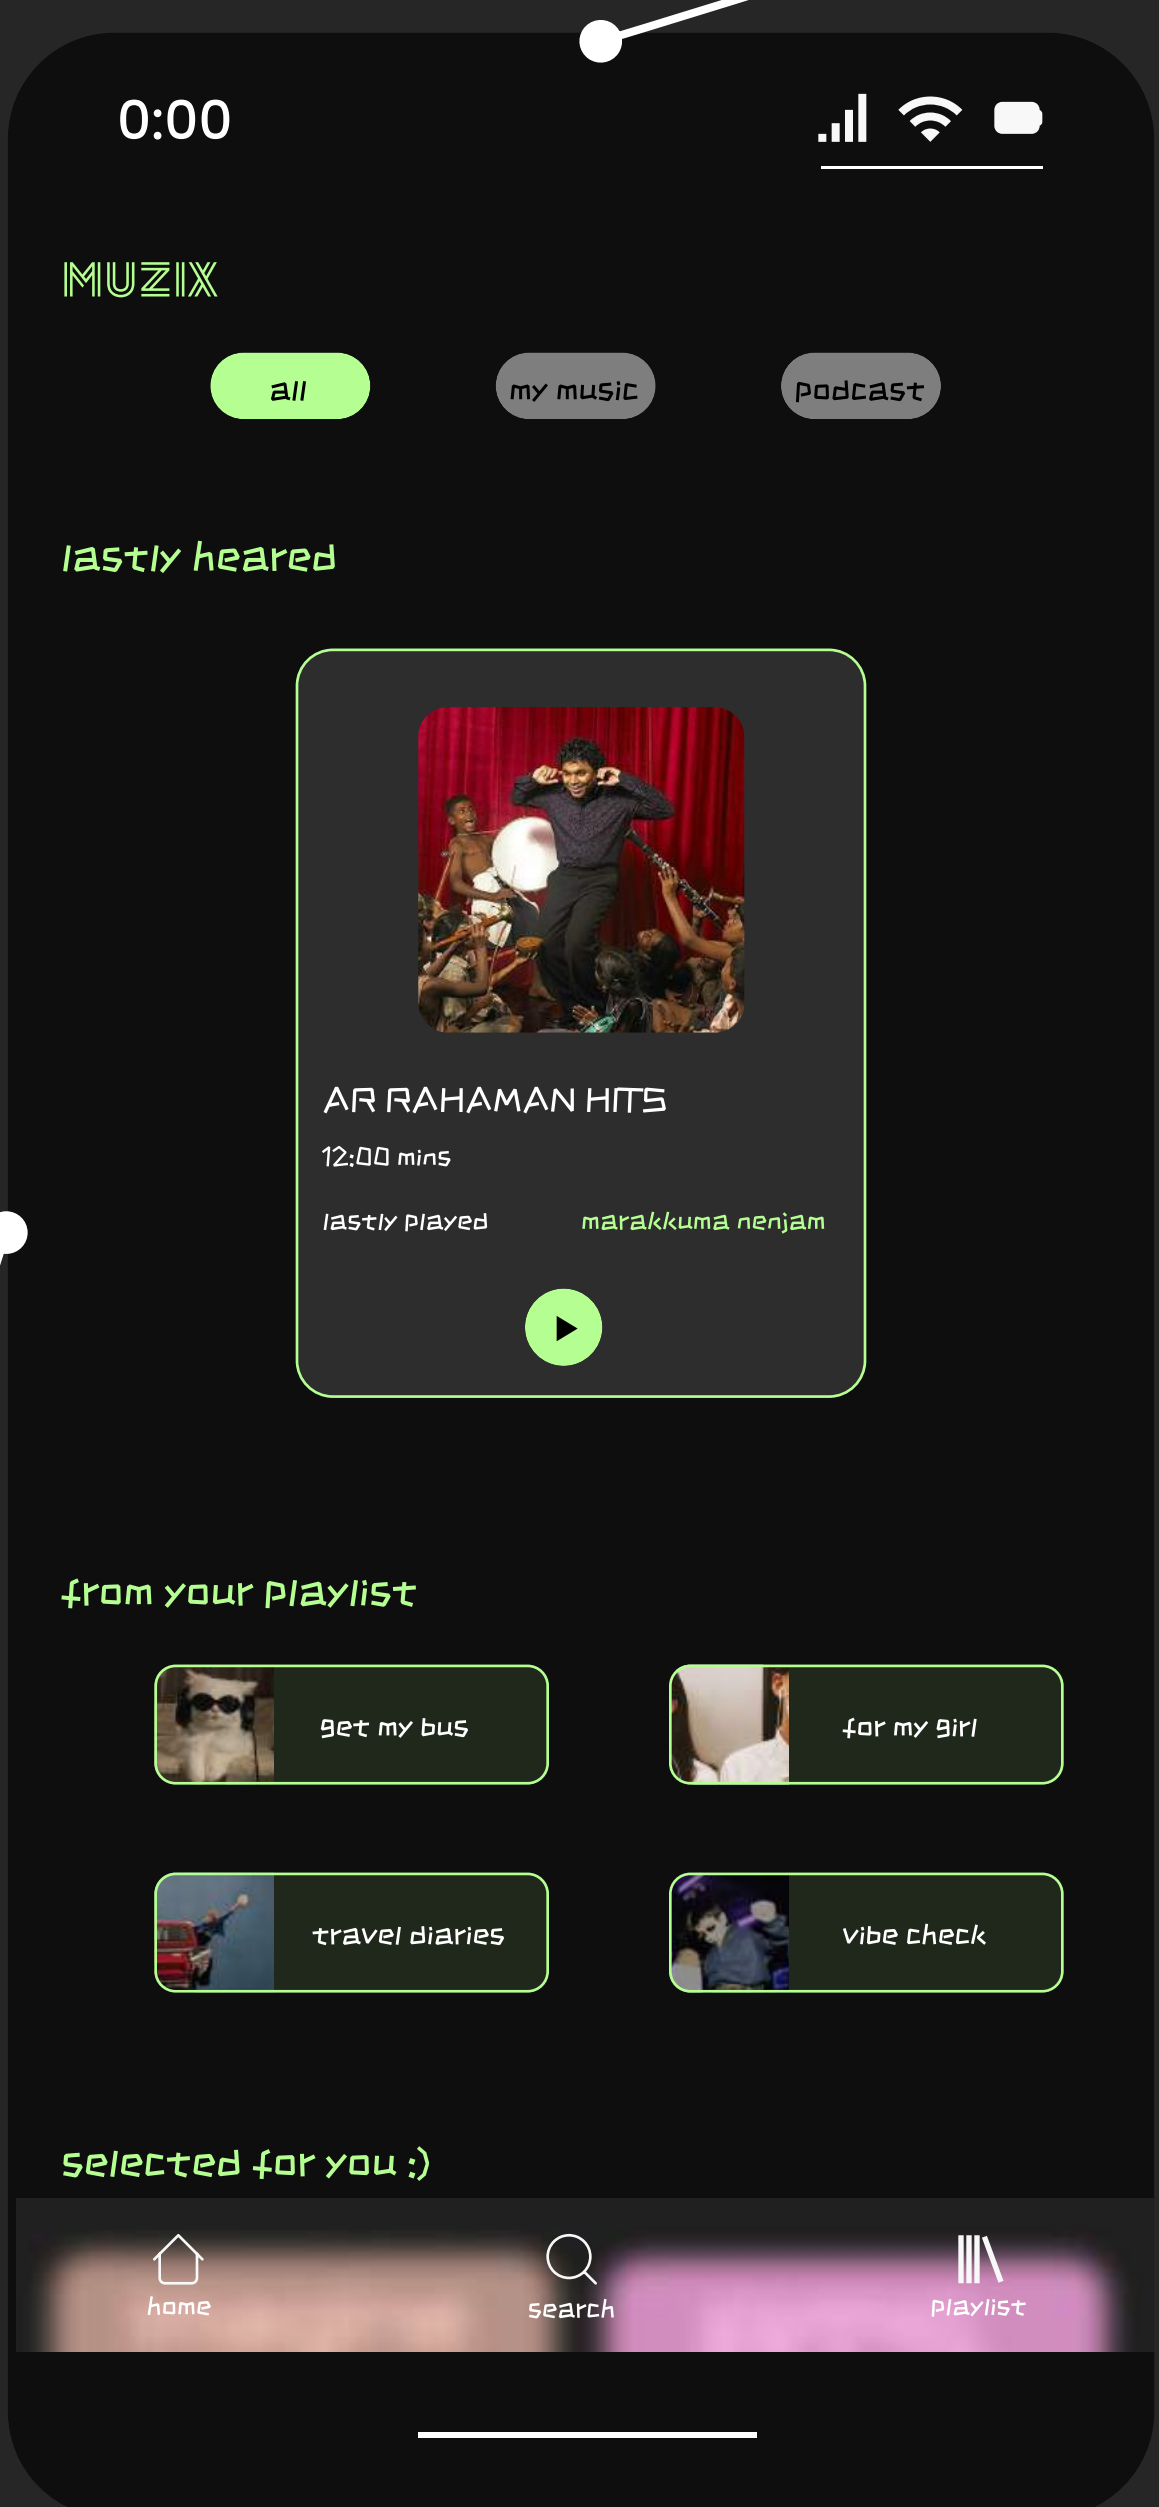 0:00
MUZIX
all
my music
podcast
lastly heared
AR RAHAMAN HITS
12:00 mins
lastly played
marakkuma nenjam
from your playlist
get my bus
for my girl
travel diaries
vibe check
selected for you :)
home
search
playlist